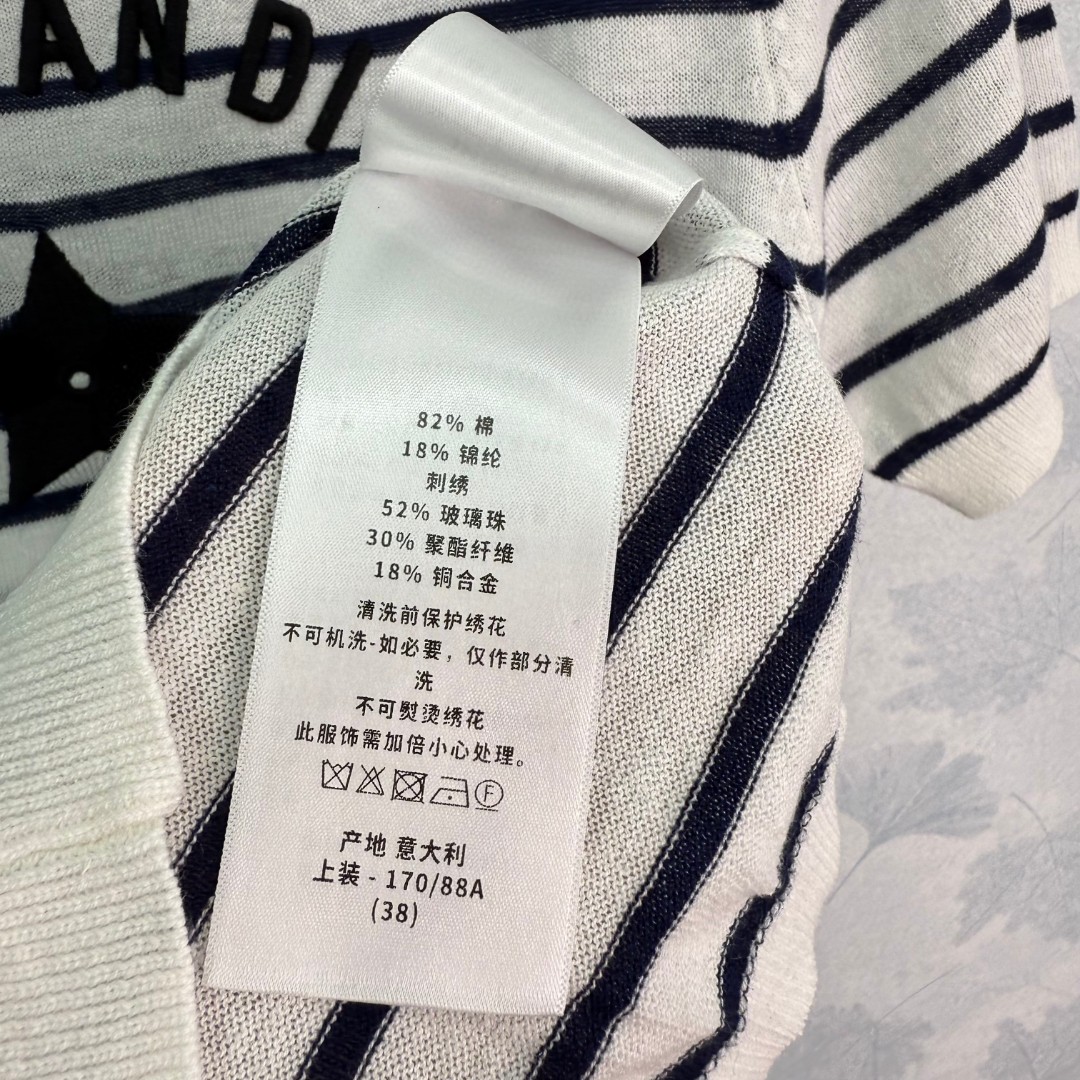 ANDI
82% 棉
18% 锦纶
刺绣
52% 玻璃珠
30% 聚酯纤维
18% 铜合金
清洗前保护绣花
不可机洗-如必要，仅作部分清
洗
不可熨烫绣花
此服饰需加倍小心处理。
F
产地 意大利
上装 - 170/88A
(38)